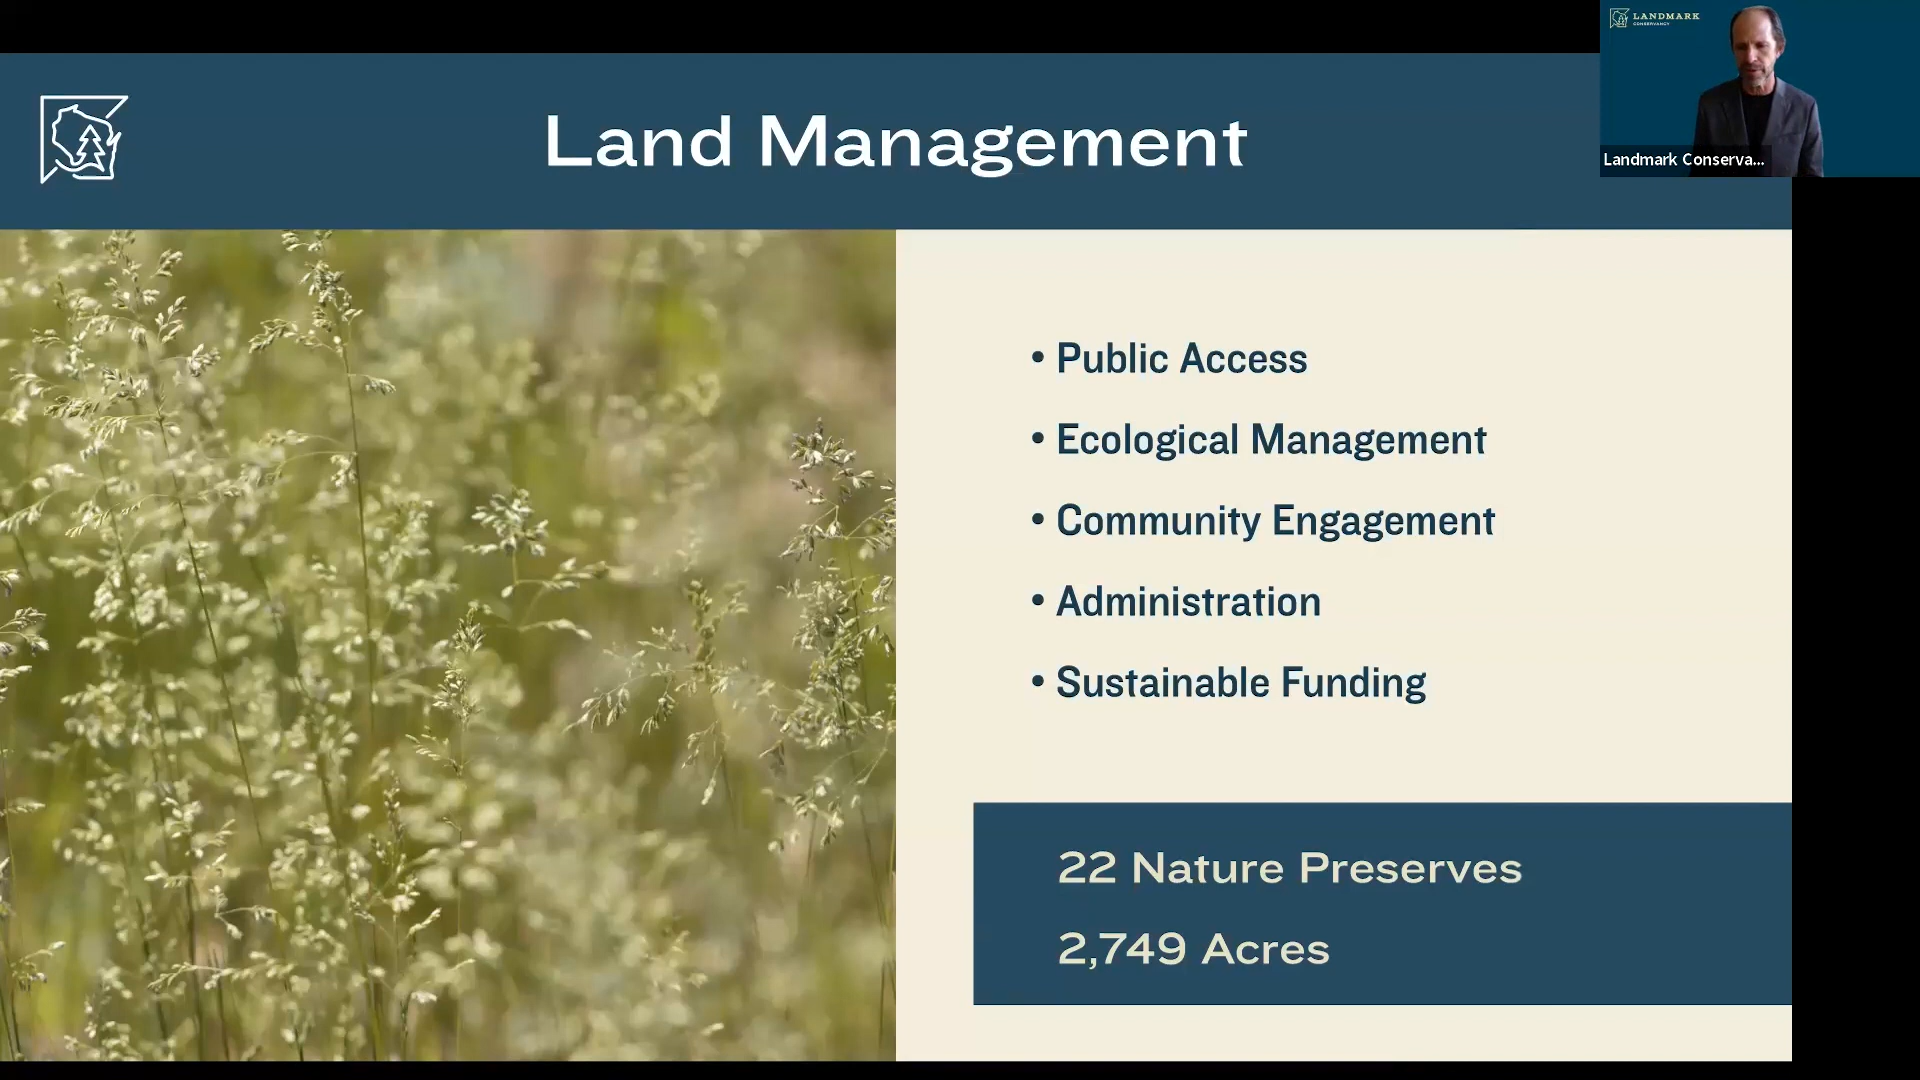 LANDMARK
CONSERVANCY
Landmark Conserva...
Land Management
• Public Access
• Ecological Management
• Community Engagement
• Administration
• Sustainable Funding
22 Nature Preserves
2,749 Acres